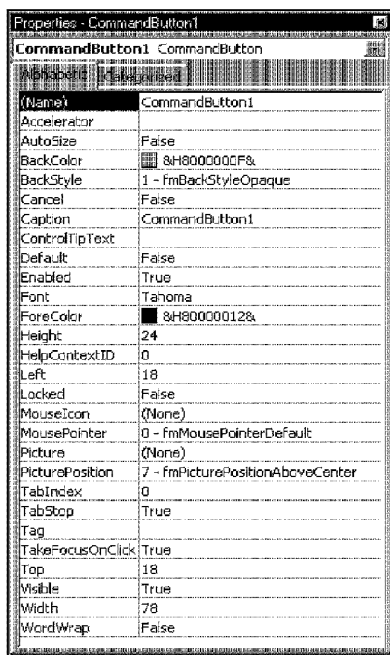 Properties - CommandButton1
CommandButton1 CommandButton
Alphabetic Categorized
(Name) CommandButton1
Accelerator
AutoSize False
BackColor &H8000000F&
BackStyle 1 - fmBackStyleOpaque
Cancel False
Caption CommandButton1
ControlTipText
Default False
Enabled True
Font Tahoma
ForeColor &H80000012&
Height 24
HelpContextID 0
Left 18
Locked False
MouseIcon (None)
MousePointer 0 - fmMousePointerDefault
Picture (None)
PicturePosition 7 - fmPicturePositionAboveCenter
TabIndex 0
TabStop True
Tag
TakeFocusOnClick True
Top 18
Visible True
Width 78
WordWrap False